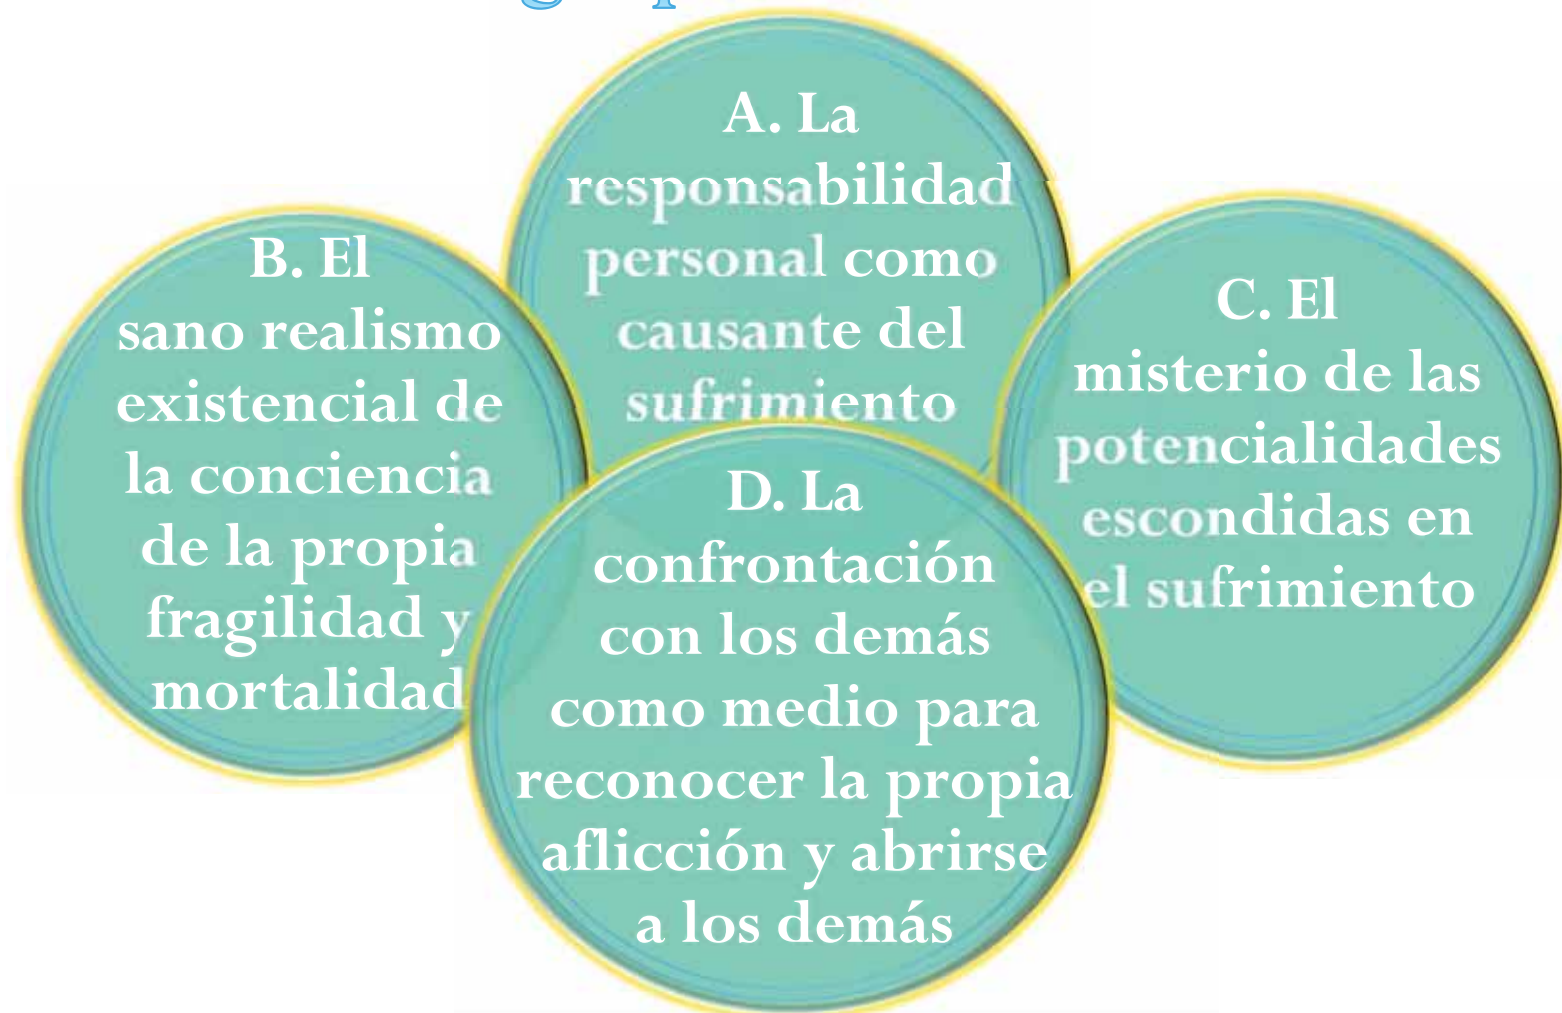 A. La
responsabilidad
personal como
causante del
sufrimiento
B. El
sano realismo
existencial de
la conciencia
de la propia
fragilidad y
mortalidad
C. El
misterio de las
potencialidades
escondidas en
el sufrimiento
D. La
confrontación
con los demás
como medio para
reconocer la propia
aflicción y abrirse
a los demás